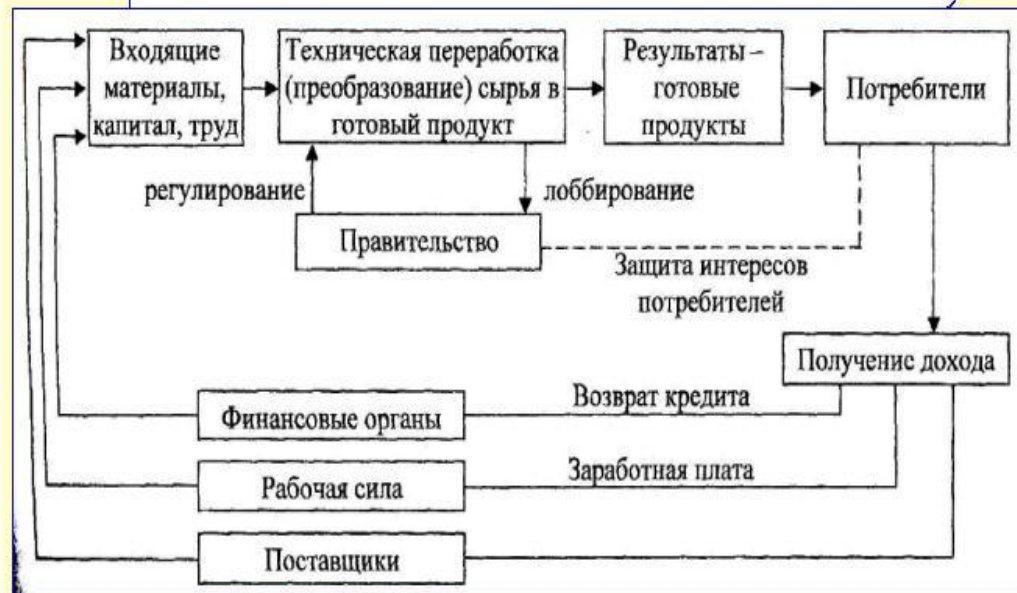 Входящие
материалы,
капитал, труд
Техническая переработка
(преобразование) сырья в
готовый продукт
Результаты –
готовые
продукты
Потребители
регулирование
лоббирование
Правительство
Защита интересов
потребителей
Получение дохода
Возврат кредита
Финансовые органы
Заработная плата
Рабочая сила
Поставщики